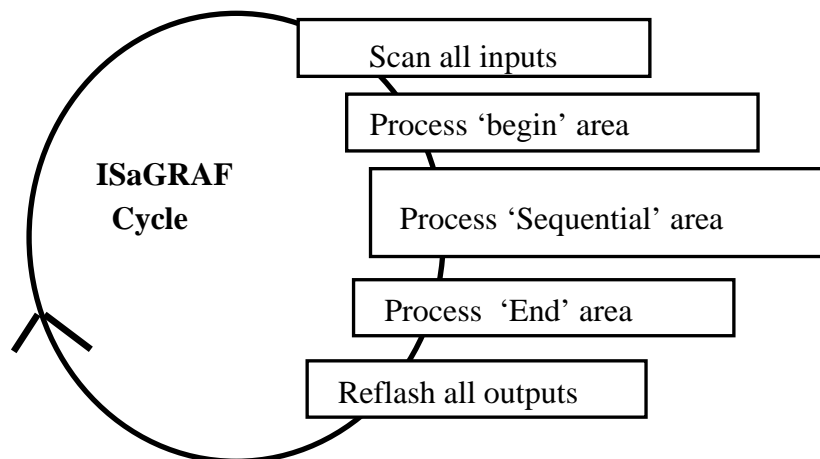 Scan all inputs
Process ‘begin’ area
ISaGRAF
Cycle
Process ‘Sequential’ area
Process ‘End’ area
Reflash all outputs